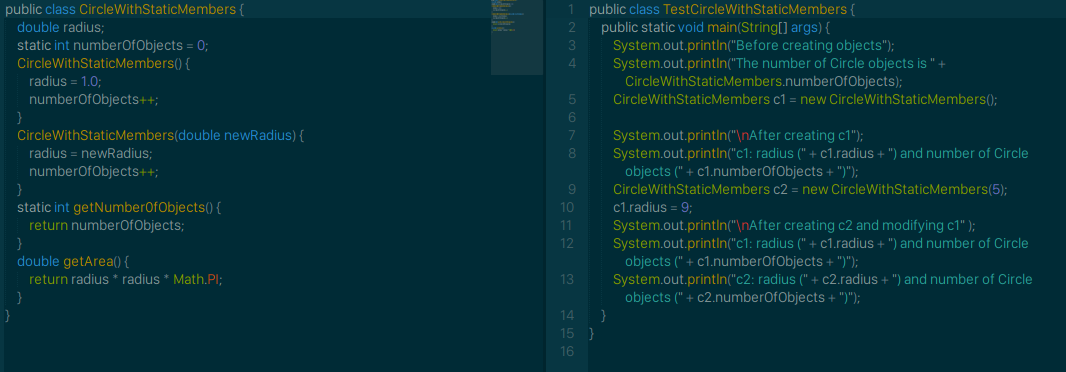 public class CircleWithStaticMembers {
double radius;
static int numberOfObjects = 0;
CircleWithStaticMembers() {
radius = 1.0;
numberOfObjects++;
}
CircleWithStaticMembers(double newRadius) {
radius = newRadius;
numberOfObjects++;
}
static int getNumber0fObjects() {
return numberOfObjects;
}
double getArea() {
return radius * radius * Math.PI;
}
}
1 public class TestCircleWithStaticMembers {
2 public static void main(String[] args) {
3 System.out.println("Before creating objects");
4 System.out.println("The number of Circle objects is " +
CircleWithStaticMembers.numberOfObjects);
5 CircleWithStaticMembers c1 = new CircleWithStaticMembers();
6
7 System.out.println("\nAfter creating c1");
8 System.out.println("c1: radius (" + c1.radius + ") and number of Circle
objects (" + c1.numberOfObjects + ")");
9 CircleWithStaticMembers c2 = new CircleWithStaticMembers(5);
10 c1.radius = 9;
11 System.out.println("\nAfter creating c2 and modifying c1" );
12 System.out.println("c1: radius (" + c1.radius + ") and number of Circle
objects (" + c1.numberOfObjects + ")");
13 System.out.println("c2: radius (" + c2.radius + ") and number of Circle
objects (" + c2.numberOfObjects + ")");
14 }
15 }
16